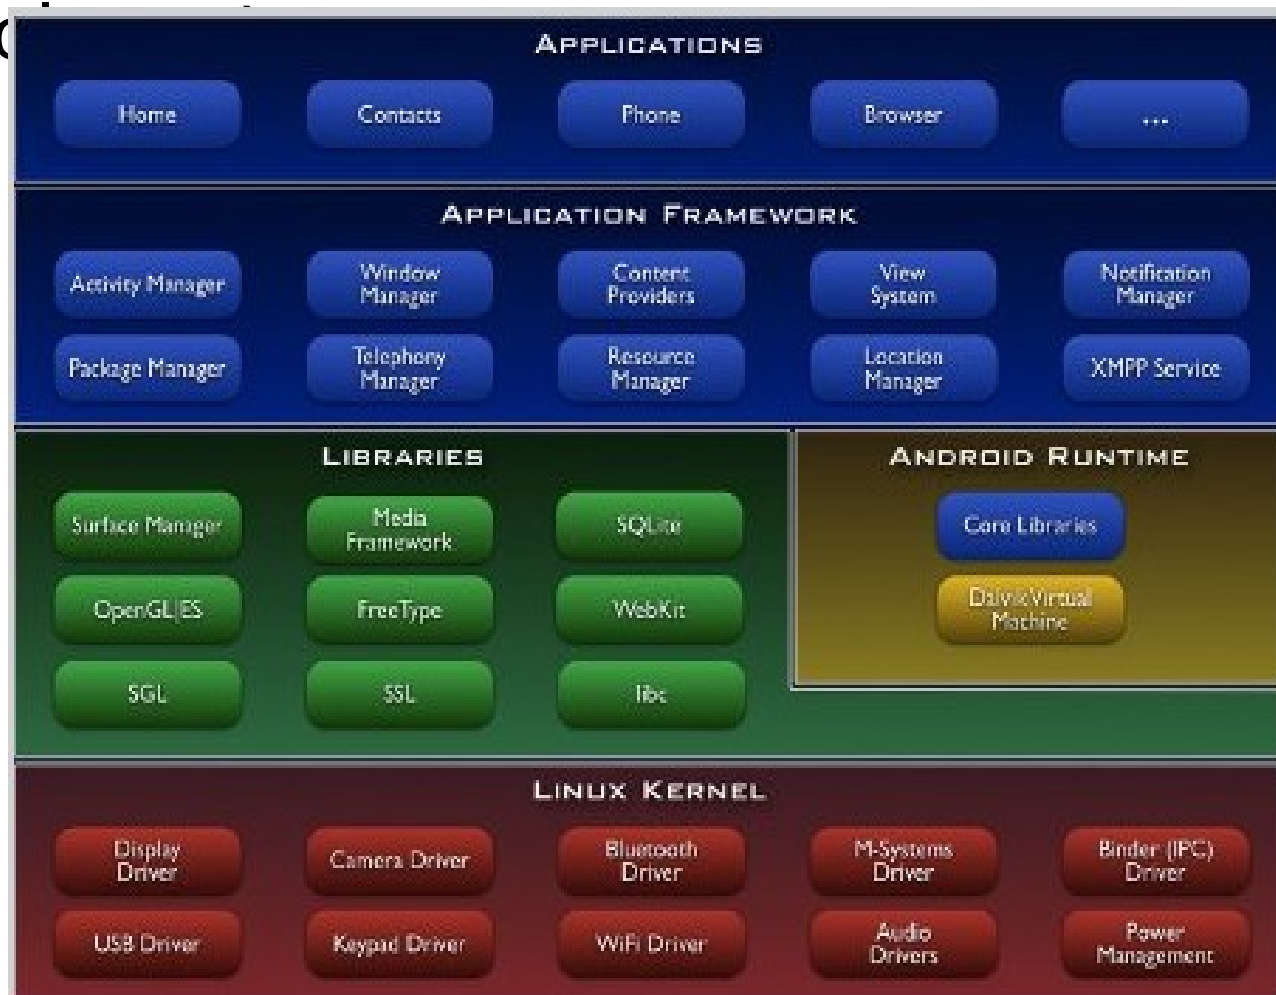 APPLICATIONS
Home
Contacts
Phone
Browser
...
APPLICATION FRAMEWORK
Activity Manager
Window
Manager
Content
Providers
View
System
Notification
Manager
Package Manager
Telephony
Manager
Resource
Manager
Location
Manager
XMPP Service
LIBRARIES
Surface Manager
Media
Framework
SQLite
OpenGL|ES
FreeType
WebKit
SGL
SSL
libc
ANDROID RUNTIME
Core Libraries
Dalvik Virtual
Machine
LINUX KERNEL
Display
Driver
Camera Driver
Bluetooth
Driver
M-Systems
Driver
Binder (IPC)
Driver
USB Driver
Keypad Driver
WiFi Driver
Audio
Drivers
Power
Management